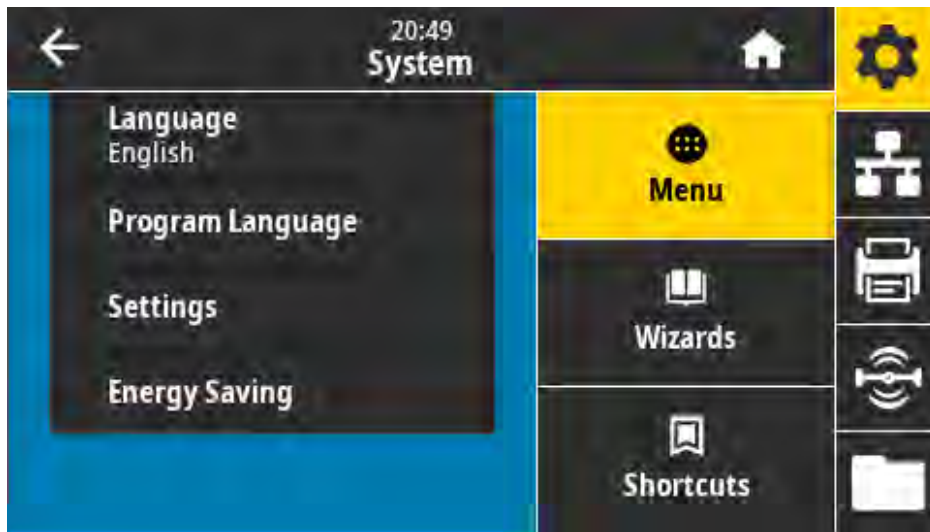 20:49
System
Language
English
Program Language
Settings
Energy Saving
Menu
Wizards
Shortcuts